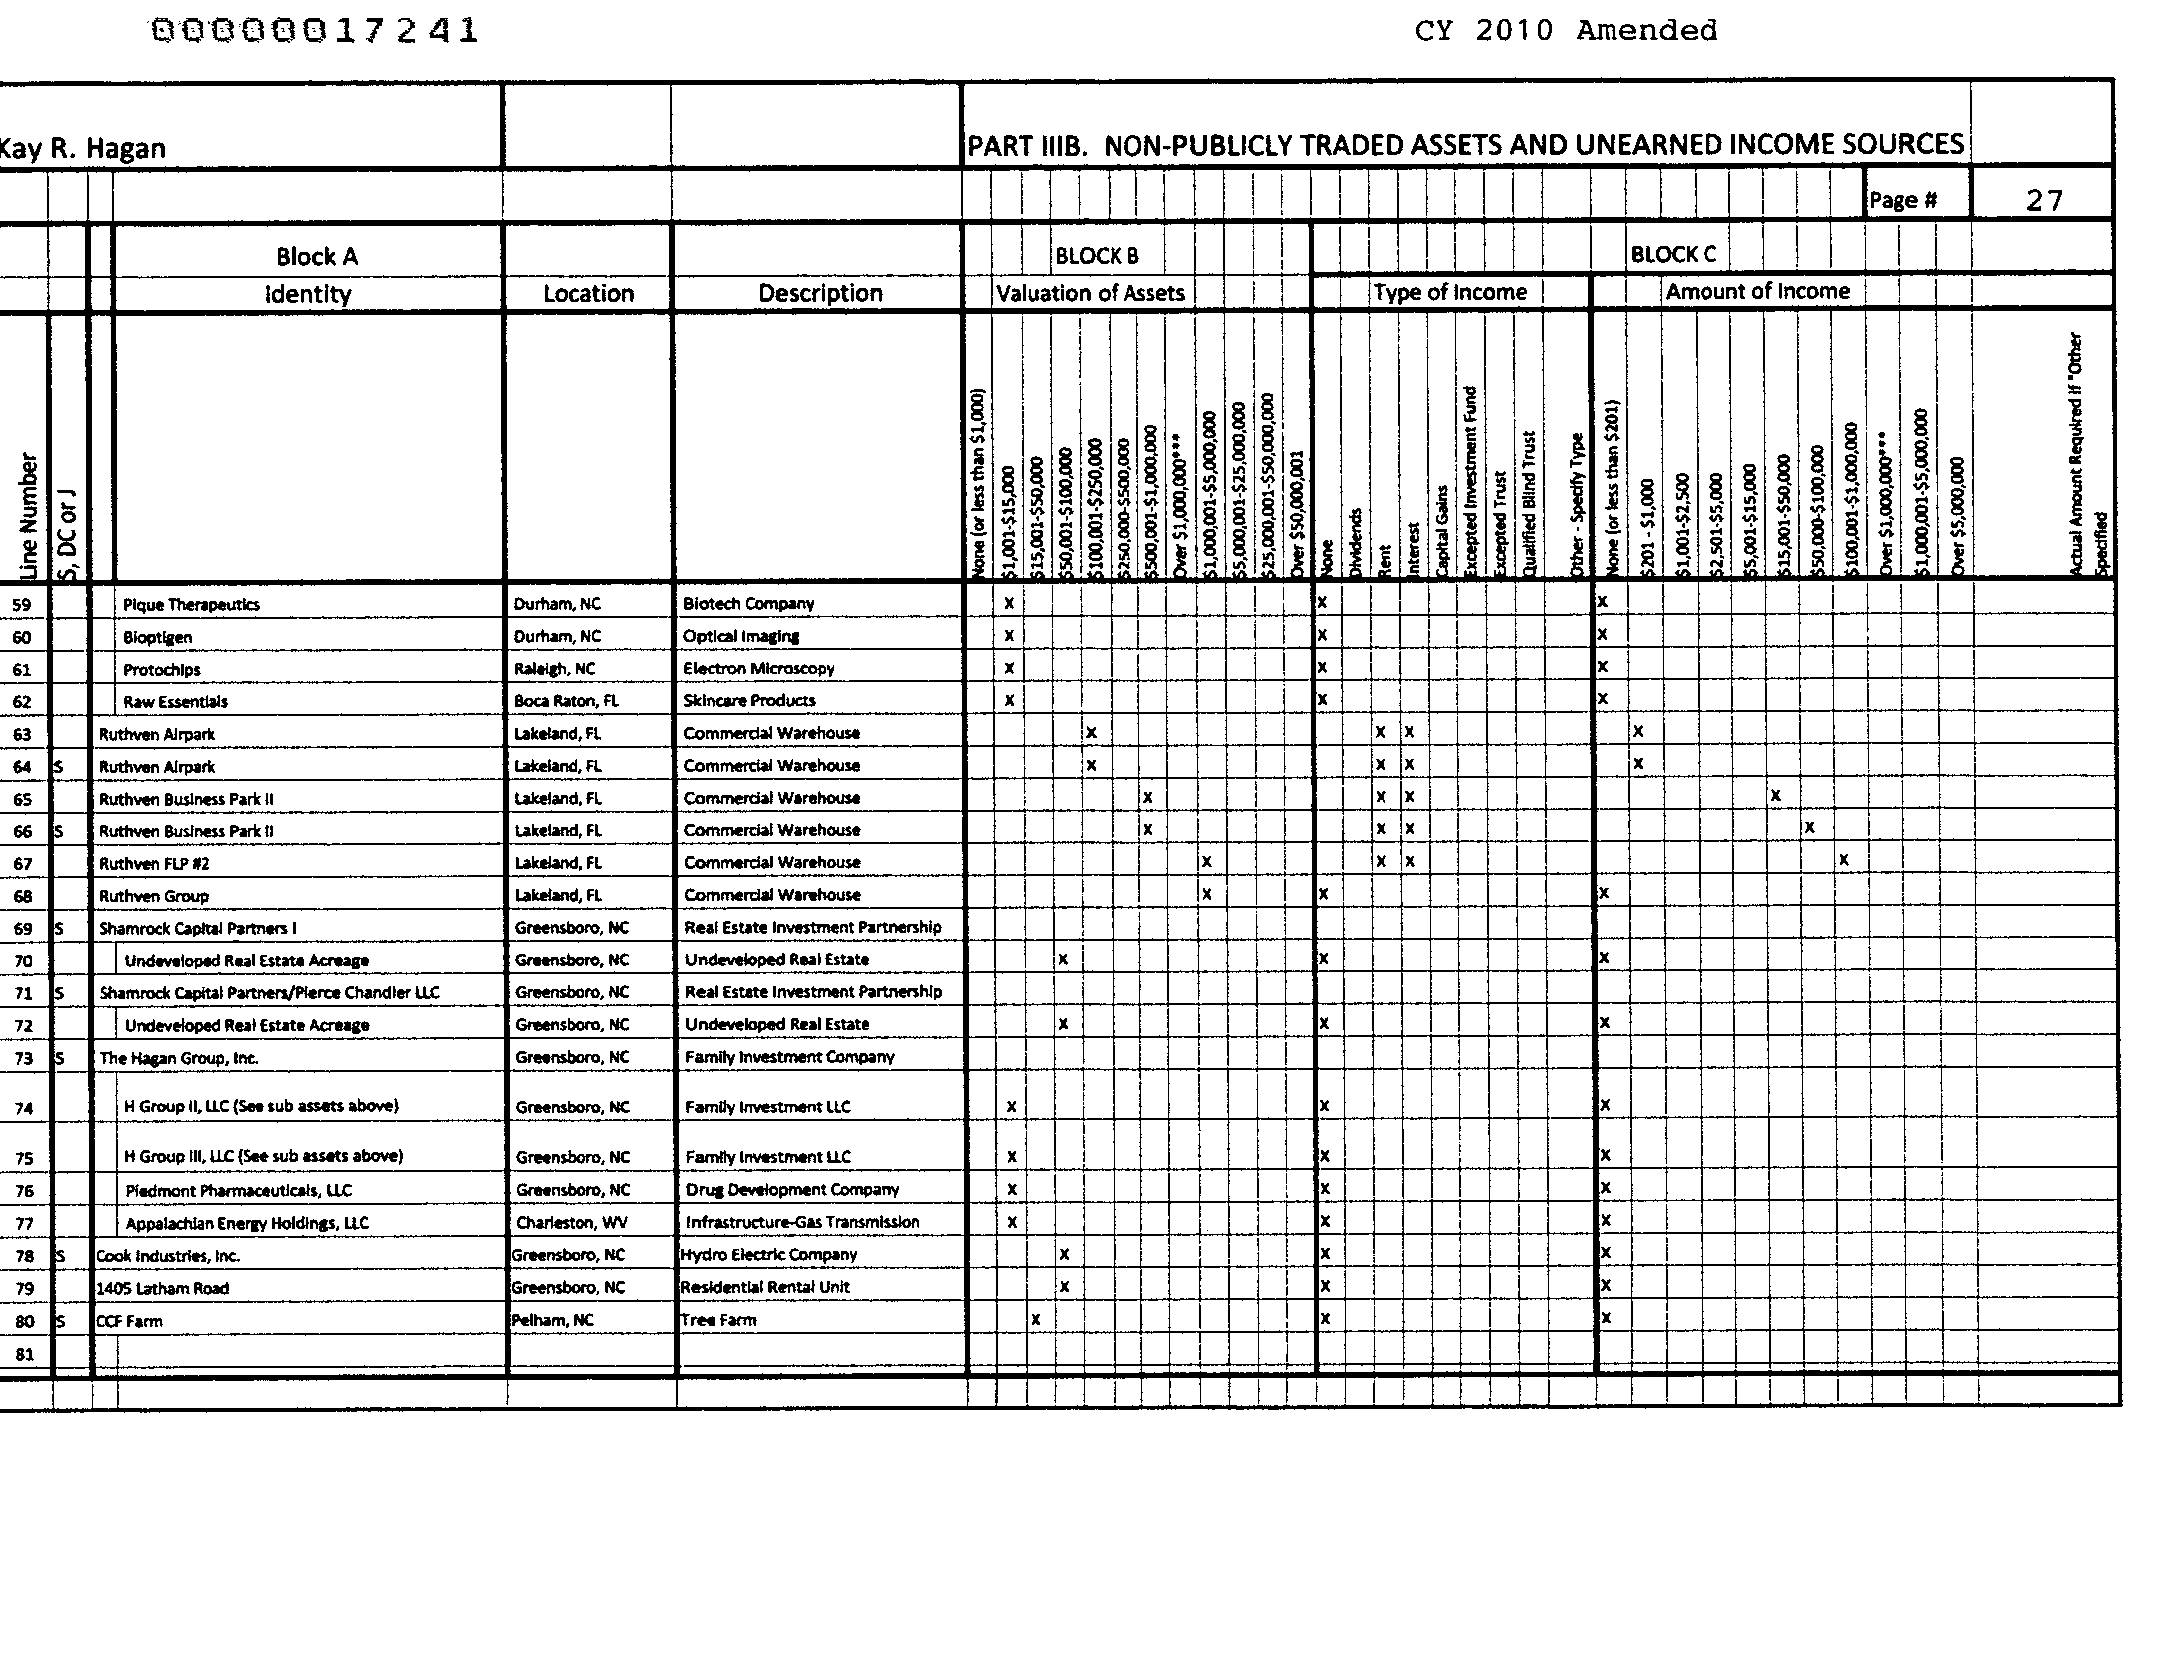 00000017241 CY 2010 Amended
Kay R. Hagan PART IIIB. NON-PUBLICLY TRADED ASSETS AND UNEARNED INCOME SOURCES
Page # 27
Block A BLOCK B BLOCK C
Identity Location Description Valuation of Assets Type of Income Amount of Income
Line Number
S, DC or J
None (or less than $1,000)
$1,001-$15,000
$15,001-$50,000
$50,001-$100,000
$100,001-$250,000
$250,000-$500,000
$500,001-$1,000,000
Over $1,000,000***
$1,000,001-$5,000,000
$5,000,001-$25,000,000
$25,000,001-$50,000,000
Over $50,000,001
None
Dividends
Rent
Interest
Capital Gains
Excepted Investment Fund
Excepted Trust
Qualified Blind Trust
Other - Specify Type
None (or less than $201)
$201 - $1,000
$1,001-$2,500
$2,501-$5,000
$5,001-$15,000
$15,001-$50,000
$50,000-$100,000
$100,001-$1,000,000
Over $1,000,000****
$1,000,001-$5,000,000
Over $5,000,000
Actual Amount Required if "Other
Specified
59 Pique Therapeutics Durham, NC Biotech Company x x x
60 Bioptigen Durham, NC Optical Imaging x x x
61 Protochips Raleigh, NC Electron Microscopy x x x
62 Raw Essentials Boca Raton, FL Skincare Products x x x
63 Ruthven Airpark Lakeland, FL Commercial Warehouse x x x x
64 S Ruthven Airpark Lakeland, FL Commercial Warehouse x x x x
65 Ruthven Business Park II Lakeland, FL Commercial Warehouse x x x x
66 S Ruthven Business Park II Lakeland, FL Commercial Warehouse x x x x
67 Ruthven FLP #2 Lakeland, FL Commercial Warehouse x x x x
68 Ruthven Group Lakeland, FL Commercial Warehouse x x x
69 S Shamrock Capital Partners I Greensboro, NC Real Estate Investment Partnership
70 Undeveloped Real Estate Acreage Greensboro, NC Undeveloped Real Estate x x x
71 S Shamrock Capital Partners/Pierce Chandler LLC Greensboro, NC Real Estate Investment Partnership
72 Undeveloped Real Estate Acreage Greensboro, NC Undeveloped Real Estate x x x
73 S The Hagan Group, Inc. Greensboro, NC Family Investment Company
74 H Group II, LLC (See sub assets above) Greensboro, NC Family Investment LLC x x x
75 H Group III, LLC (See sub assets above) Greensboro, NC Family Investment LLC x x x
76 Piedmont Pharmaceuticals, LLC Greensboro, NC Drug Development Company x x x
77 Appalachian Energy Holdings, LLC Charleston, WV Infrastructure-Gas Transmission x x x
78 S Cook Industries, Inc. Greensboro, NC Hydro Electric Company x x x
79 1405 Latham Road Greensboro, NC Residential Rental Unit x x x
80 S CCF Farm Pelham, NC Tree Farm x x x
81